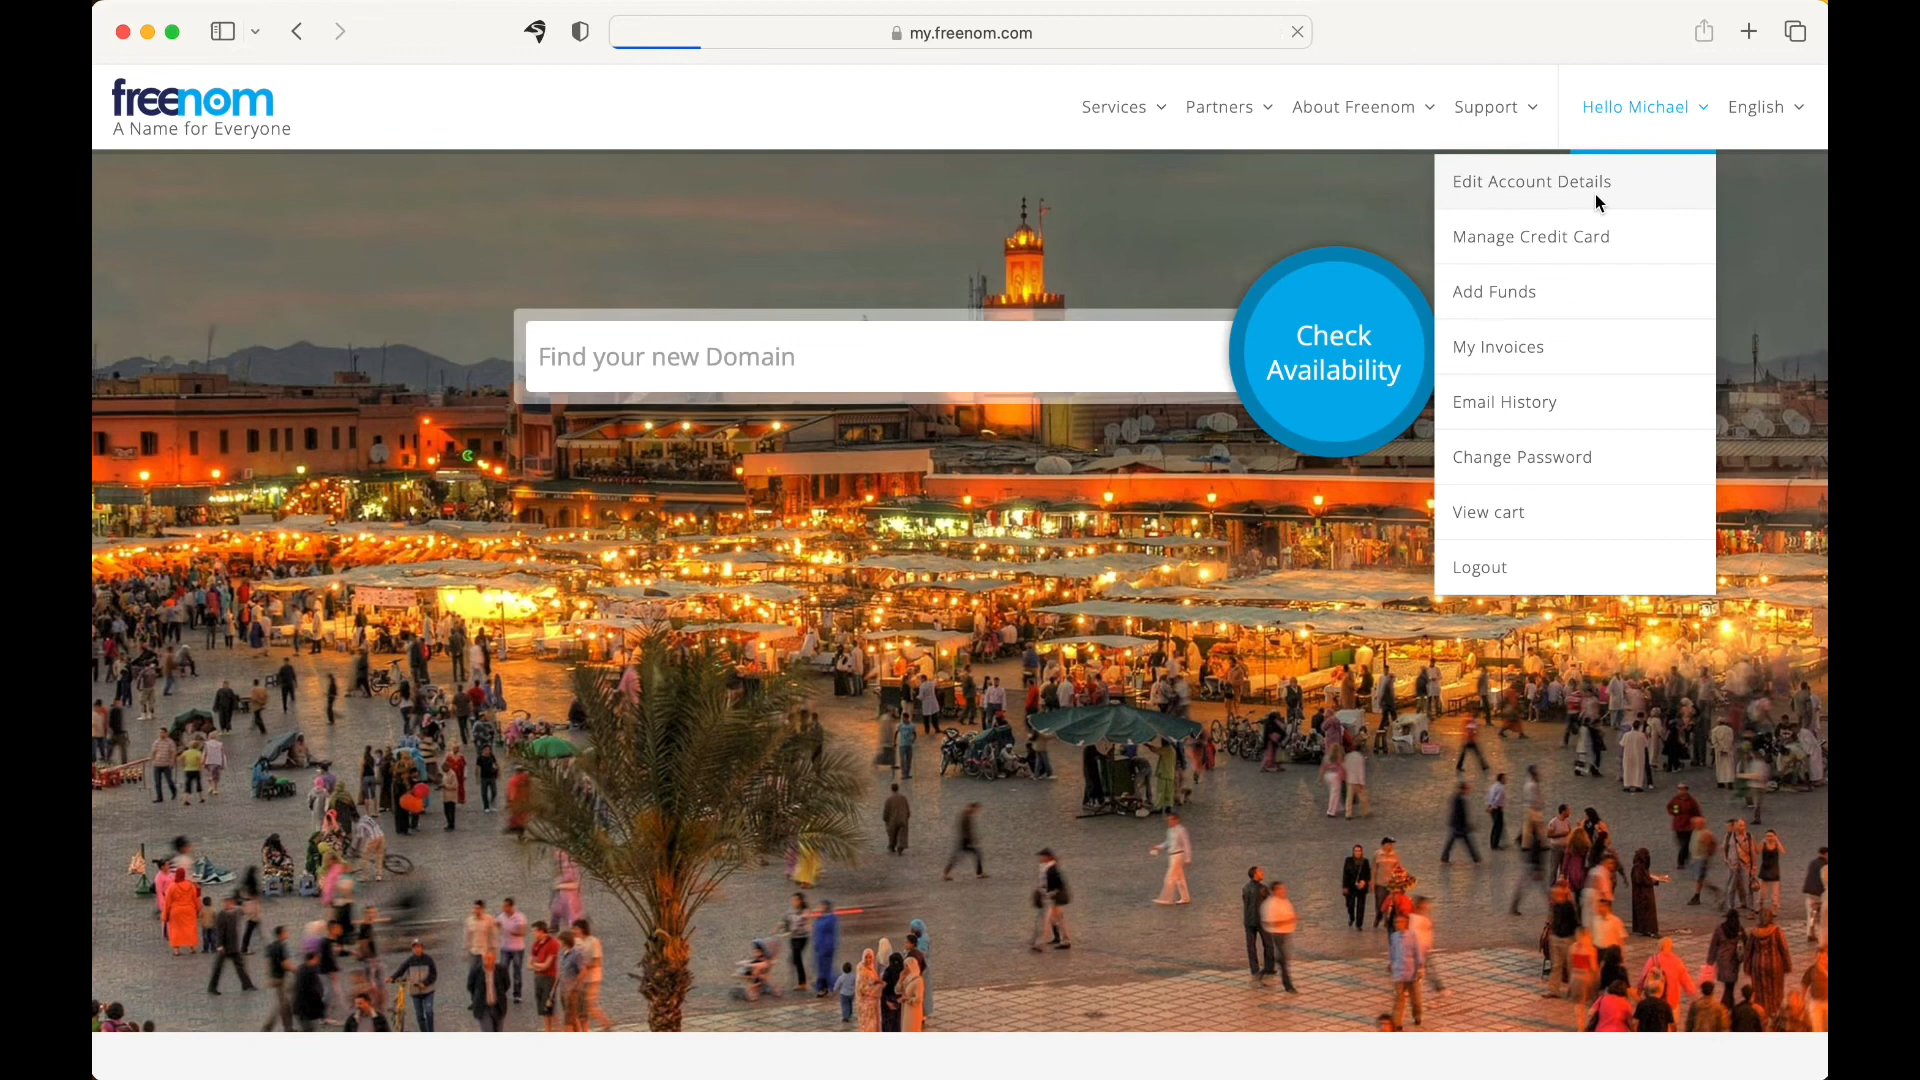 my.freenom.com
freenom
A Name for Everyone
Services
Partners
About Freenom
Support
Hello Michael
English
Edit Account Details
Manage Credit Card
Add Funds
My Invoices
Email History
Change Password
View cart
Logout
Find your new Domain
Check
Availability